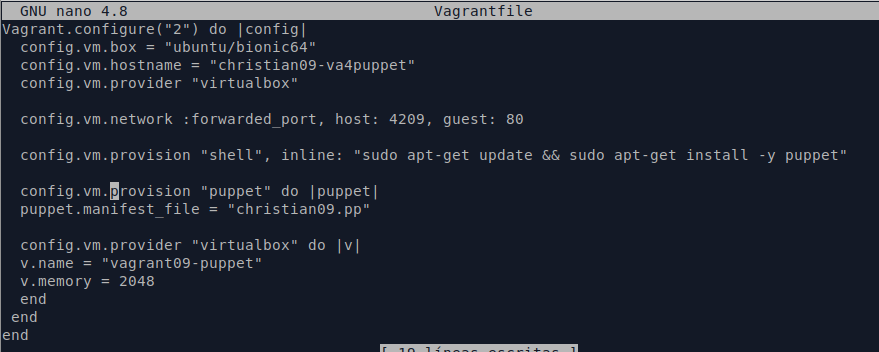 GNU nano 4.8 Vagrantfile
Vagrant.configure("2") do |config|
config.vm.box = "ubuntu/bionic64"
config.vm.hostname = "christian09-va4puppet"
config.vm.provider "virtualbox"
config.vm.network :forwarded_port, host: 4209, guest: 80
config.vm.provision "shell", inline: "sudo apt-get update && sudo apt-get install -y puppet"
config.vm.provision "puppet" do |puppet|
puppet.manifest_file = "christian09.pp"
config.vm.provider "virtualbox" do |v|
v.name = "vagrant09-puppet"
v.memory = 2048
end
end
end
[ 19 líneas escritas ]